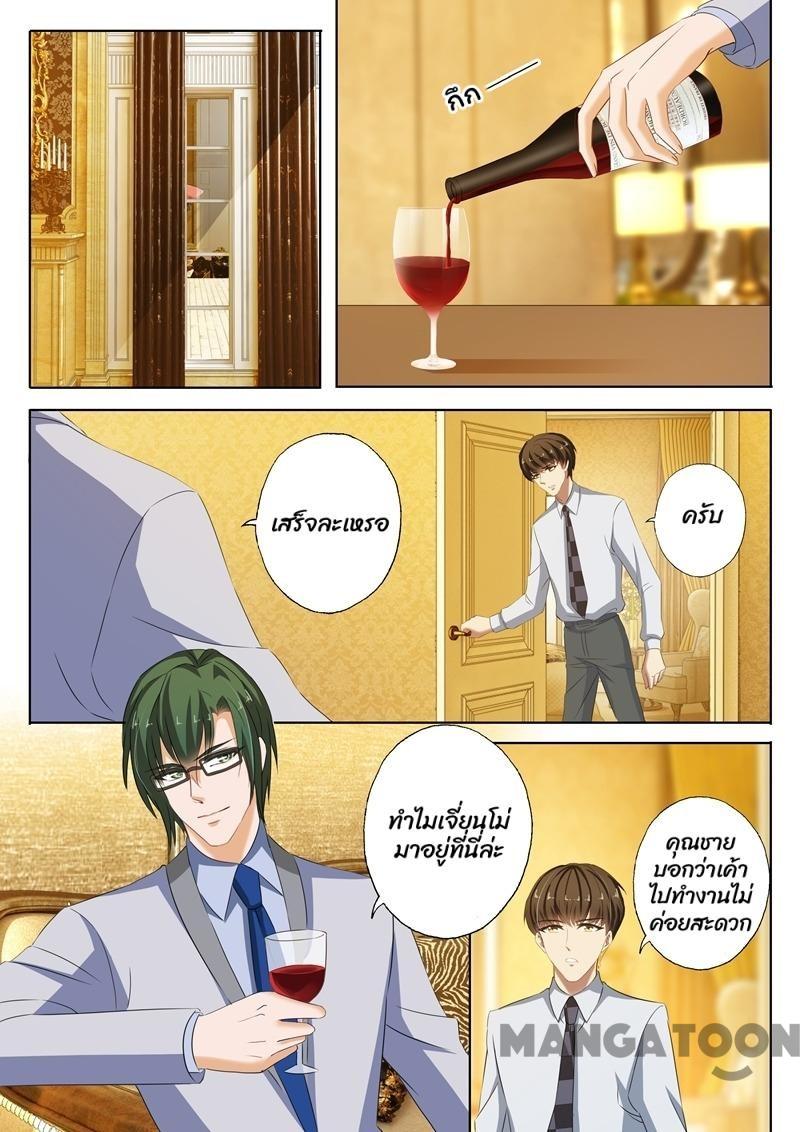 กึก
BORDEAUX
เสร็จละเหรอ
ครับ
ทำไมเจี่ยนโม่
มาอยู่ที่นี่ล่ะ
คุณชาย
บอกว่าเค้า
ไปทำงานไม่
ค่อยสะดวก
MANGATOON